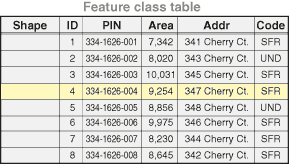 Feature class table
Shape ID PIN Area Addr Code
1 334-1626-001 7,342 341 Cherry Ct. SFR
2 334-1626-002 8,020 343 Cherry Ct. UND
3 334-1626-003 10,031 345 Cherry Ct. SFR
4 334-1626-004 9,254 347 Cherry Ct. SFR
5 334-1626-005 8,856 348 Cherry Ct. UND
6 334-1626-006 9,975 346 Cherry Ct. SFR
7 334-1626-007 8,230 344 Cherry Ct. SFR
8 334-1626-008 8,645 342 Cherry Ct. SFR